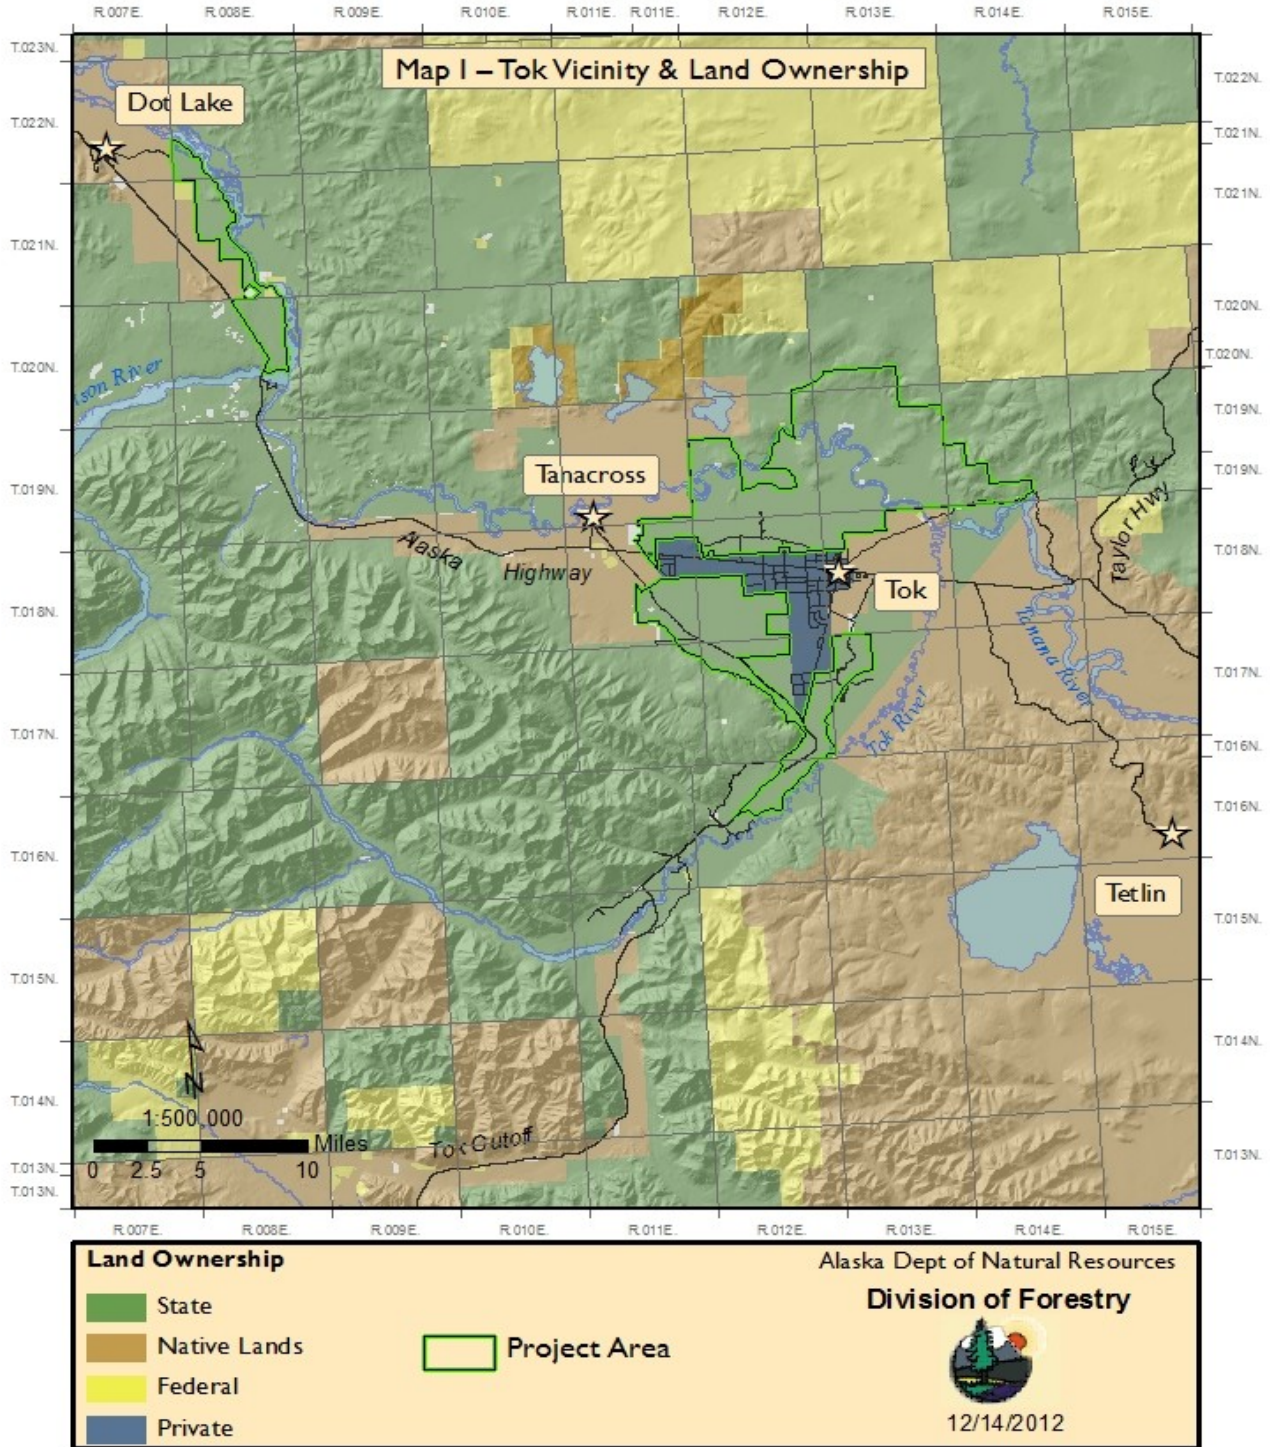 R.007E. R.008E. R.009E. R.010E. R.011E. R.011E. R.012E. R.013E. R.014E. R.015E.
Map 1 – Tok Vicinity & Land Ownership
T.023N.
T.022N.
T.021N.
T.020N.
T.019N.
T.018N.
T.017N.
T.016N.
T.015N.
T.014N.
T.013N.
T.013N.
Dot Lake
son River
Tanacross
Alaska
Highway
Tok
Taylor Hwy
Tanana River
Tok River
Tetlin
Tok Cutoff
T.022N.
T.021N.
T.021N.
T.020N.
T.020N.
T.019N.
T.019N.
T.018N.
T.017N.
T.016N.
T.016N.
T.015N.
T.014N.
T.013N.
N
1:500,000
Miles
0 2.5 5 10
R.007E. R.008E. R.009E. R.010E. R.011E. R.012E. R.013E. R.014E. R.015E.
Land Ownership
State
Native Lands
Federal
Private
Project Area
Alaska Dept of Natural Resources
Division of Forestry
12/14/2012